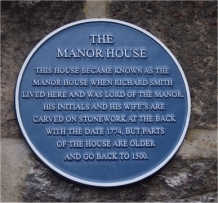 THE
MANOR HOUSE
THIS HOUSE BECAME KNOWN AS THE
MANOR HOUSE WHEN RICHARD SMITH
LIVED HERE AND WAS LORD OF THE MANOR.
HIS INITIALS AND HIS WIFE'S ARE
CARVED ON STONEWORK AT THE BACK
WITH THE DATE 1774, BUT PARTS
OF THE HOUSE ARE OLDER
AND GO BACK TO 1500.